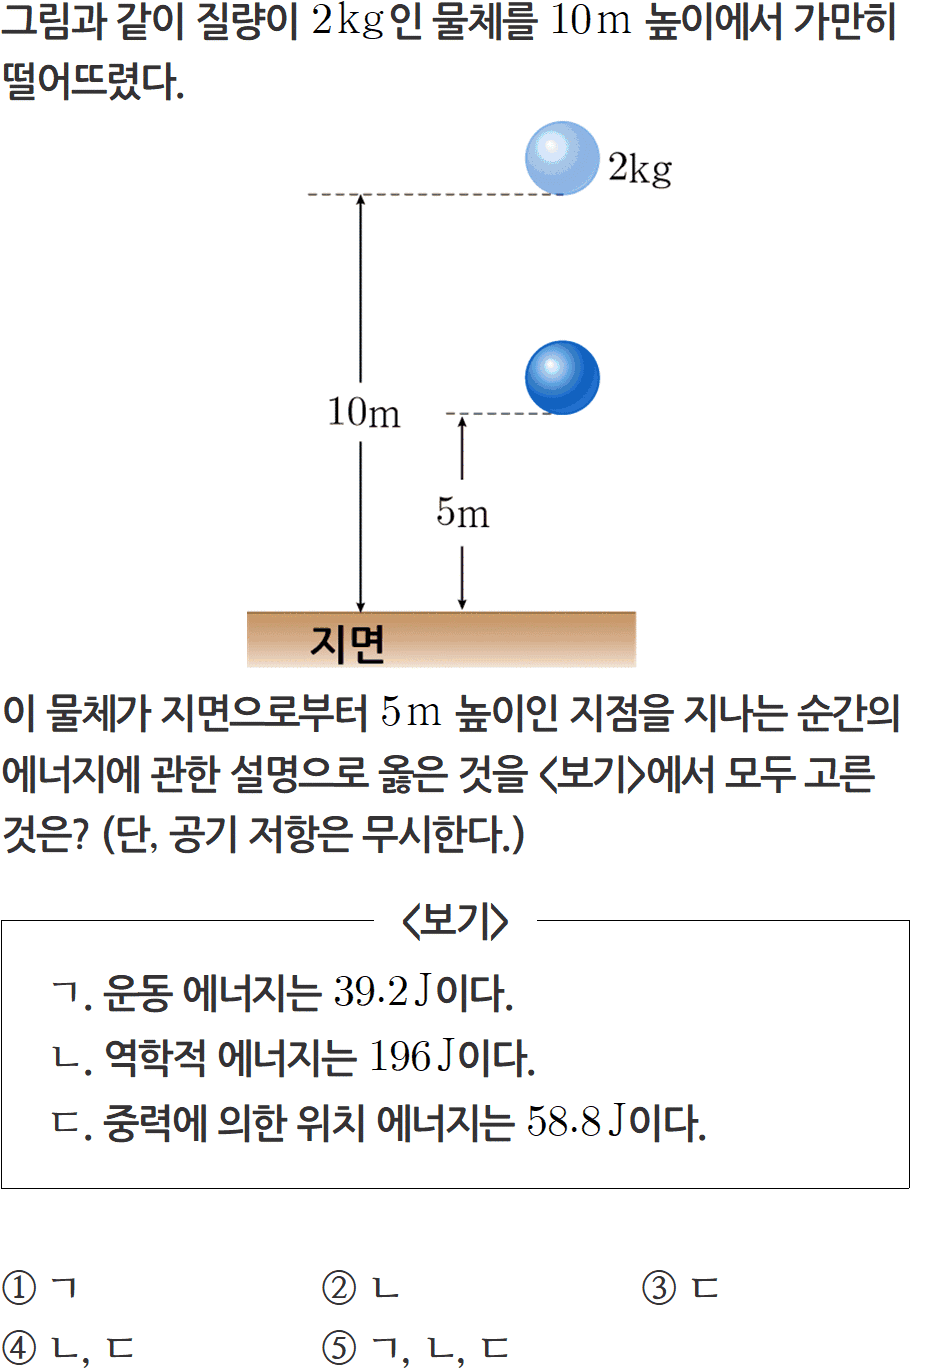 그림과 같이 질량이 2kg인 물체를 10m 높이에서 가만히
떨어뜨렸다.
2kg
10m
5m
지면
이 물체가 지면으로부터 5m 높이인 지점을 지나는 순간의
에너지에 관한 설명으로 옳은 것을 <보기>에서 모두 고른
것은? (단, 공기 저항은 무시한다.)
<보기>
ㄱ. 운동 에너지는 39.2J이다.
ㄴ. 역학적 에너지는 196J이다.
ㄷ. 중력에 의한 위치 에너지는 58.8J이다.
① ㄱ ② ㄴ ③ ㄷ
④ ㄴ, ㄷ ⑤ ㄱ, ㄴ, ㄷ